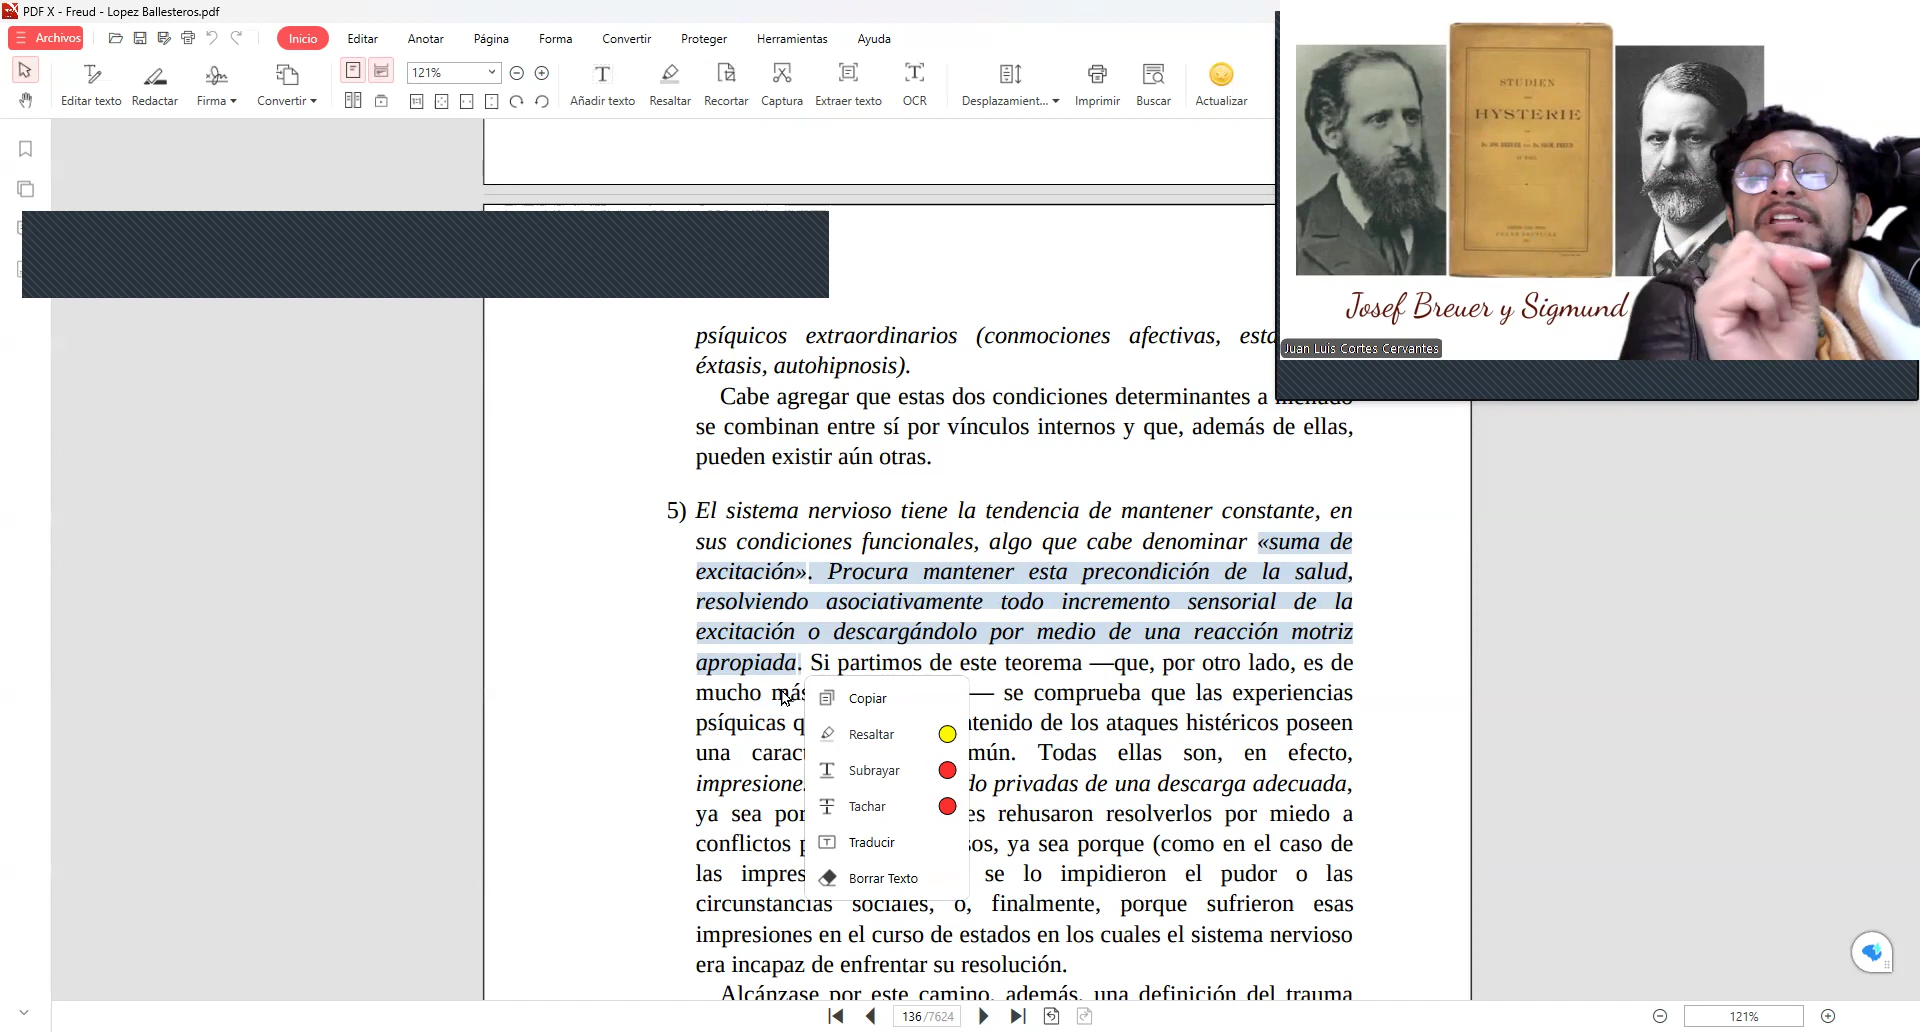 PDF X - Freud - Lopez Ballesteros.pdf
Archivos
Inicio
Editar
Anotar
Página
Forma
Convertir
Proteger
Herramientas
Ayuda
121%
Editar texto
Redactar
Firma
Convertir
Añadir texto
Resaltar
Recortar
Captura
Extraer texto
OCR
Desplazamient...
Imprimir
Buscar
Actualizar
STUDIEN
HYSTERIE
Josef Breuer y Sigmund
Juan Luis Cortes Cervantes
psíquicos extraordinarios (conmociones afectivas, esta
éxtasis, autohipnosis).
Cabe agregar que estas dos condiciones determinantes a menudo
se combinan entre sí por vínculos internos y que, además de ellas,
pueden existir aún otras.
5) El sistema nervioso tiene la tendencia de mantener constante, en
sus condiciones funcionales, algo que cabe denominar «suma de
excitación». Procura mantener esta precondición de la salud,
resolviendo asociativamente todo incremento sensorial de la
excitación o descargándolo por medio de una reacción motriz
apropiada. Si partimos de este teorema —que, por otro lado, es de
mucho más — se comprueba que las experiencias
psíquicas q tenido de los ataques histéricos poseen
una caract mún. Todas ellas son, en efecto,
impresione do privadas de una descarga adecuada,
ya sea por es rehusaron resolverlos por miedo a
conflictos p sos, ya sea porque (como en el caso de
las impres se lo impidieron el pudor o las
circunstancias sociales, o, finalmente, porque sufrieron esas
impresiones en el curso de estados en los cuales el sistema nervioso
era incapaz de enfrentar su resolución.
Alcánzase por este camino, además, una definición del trauma
Copiar
Resaltar
Subrayar
Tachar
Traducir
Borrar Texto
136/7624
121%